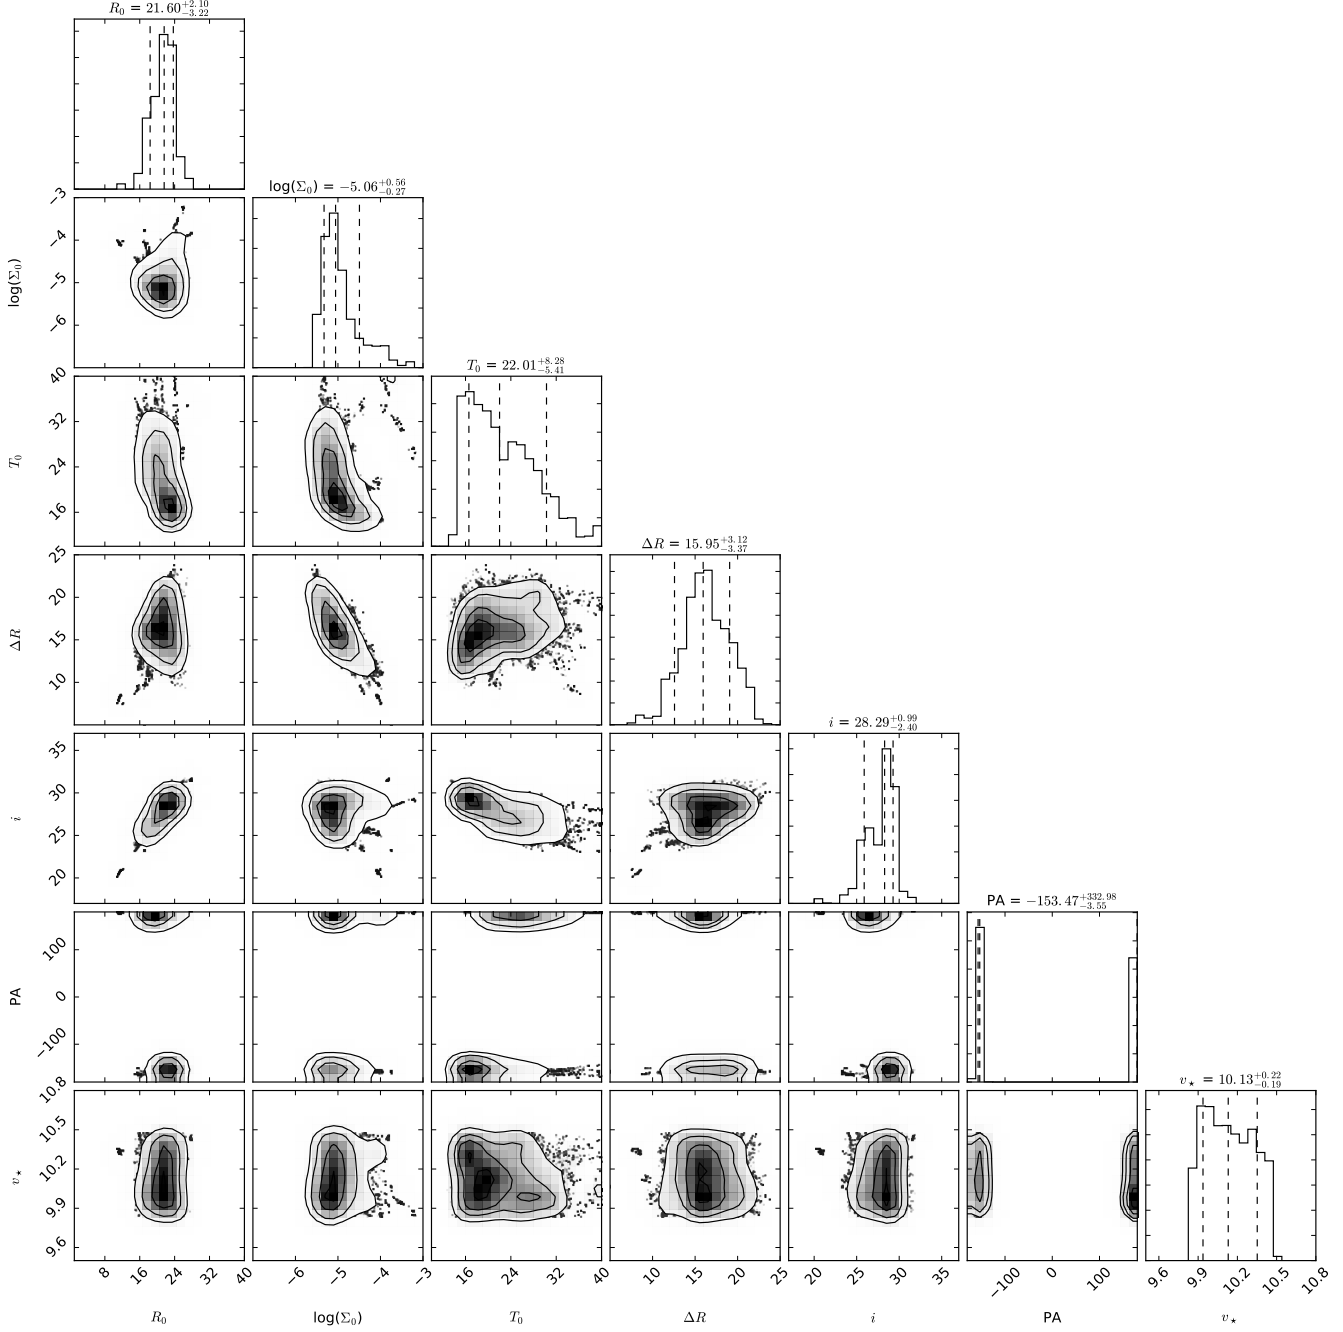 R₀ = 21.60 +2.10 −3.22
−3
log(Σ₀) = −5.06 +0.56 −0.27
log(Σ₀)
−4
−5
−6
T₀ = 22.01 +8.28 −5.41
T₀
40
32
24
16
ΔR = 15.95 +3.12 −3.37
ΔR
25
20
15
10
i = 28.29 +0.99 −2.40
i
35
30
25
20
PA = −153.47 +332.98 −3.55
PA
100
0
−100
v⋆ = 10.13 +0.22 −0.19
v⋆
10.8
10.5
10.2
9.9
9.6
8 16 24 32 40 −6 −5 −4 −3 16 24 32 40 10 15 20 25 20 25 30 35 −100 0 100 9.6 9.9 10.2 10.5 10.8
R₀ log(Σ₀) T₀ ΔR i PA v⋆